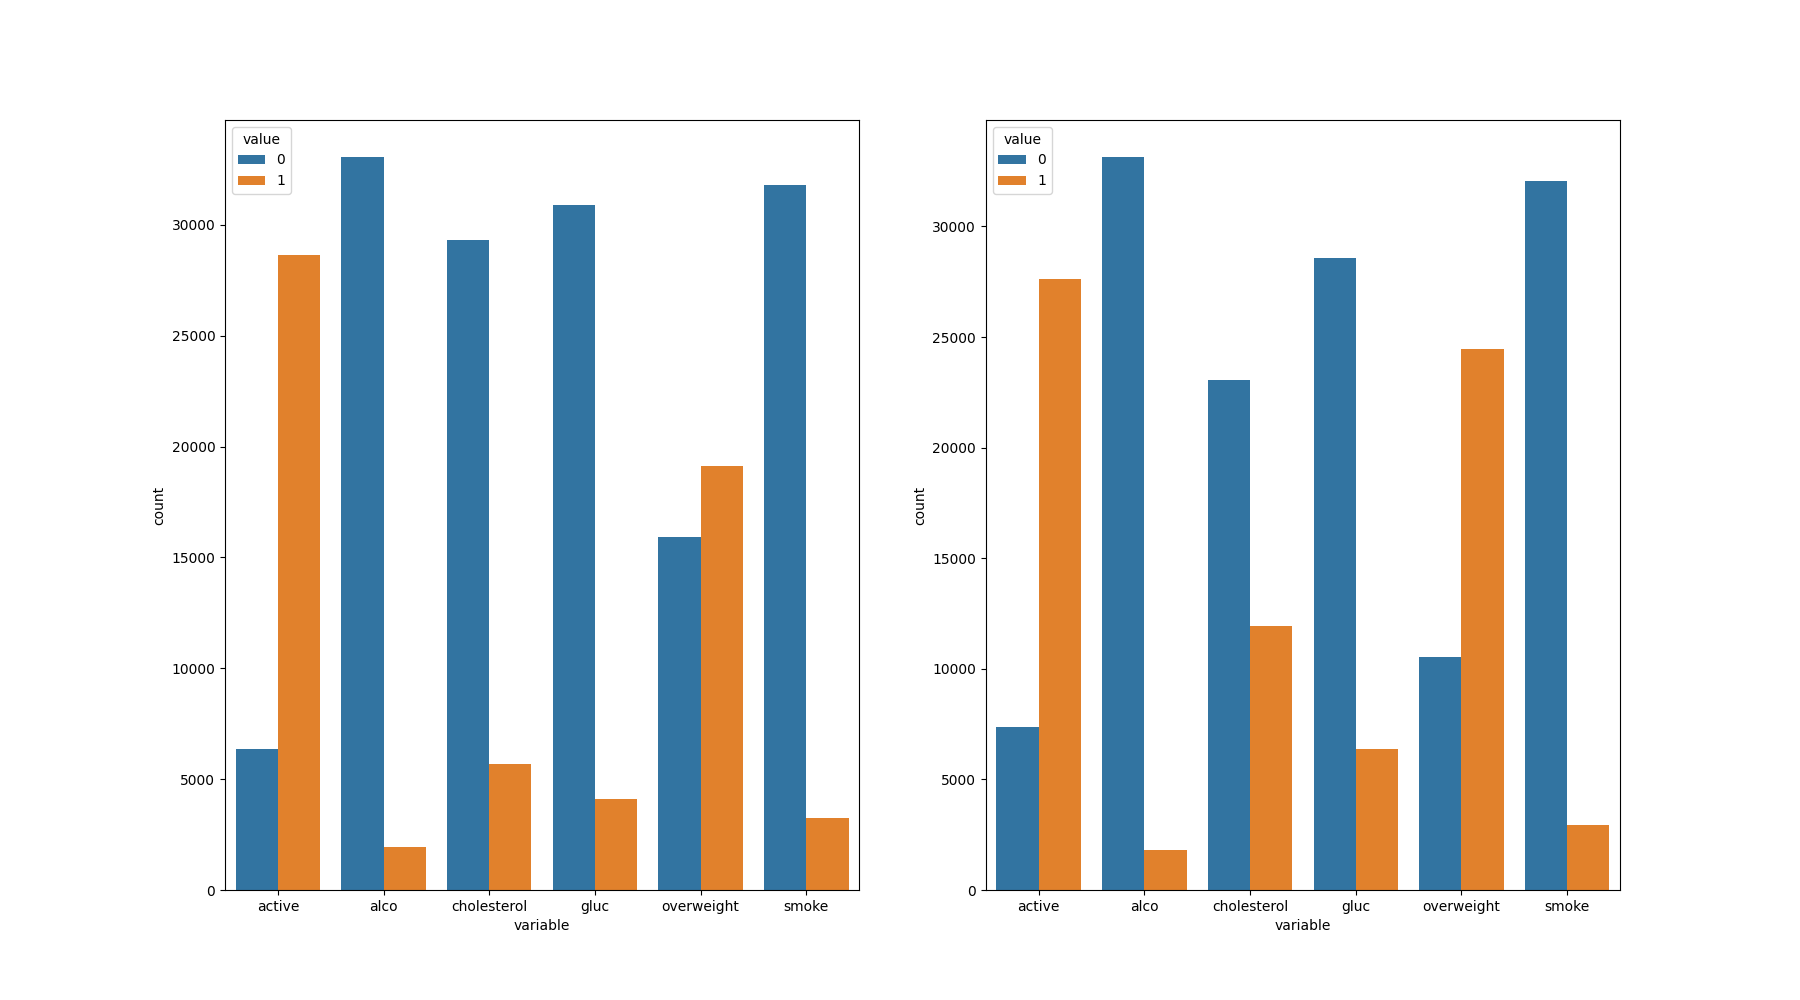 value
0
1
30000
25000
20000
15000
10000
5000
0
count
active alco cholesterol gluc overweight smoke
variable
value
0
1
30000
25000
20000
15000
10000
5000
0
count
active alco cholesterol gluc overweight smoke
variable